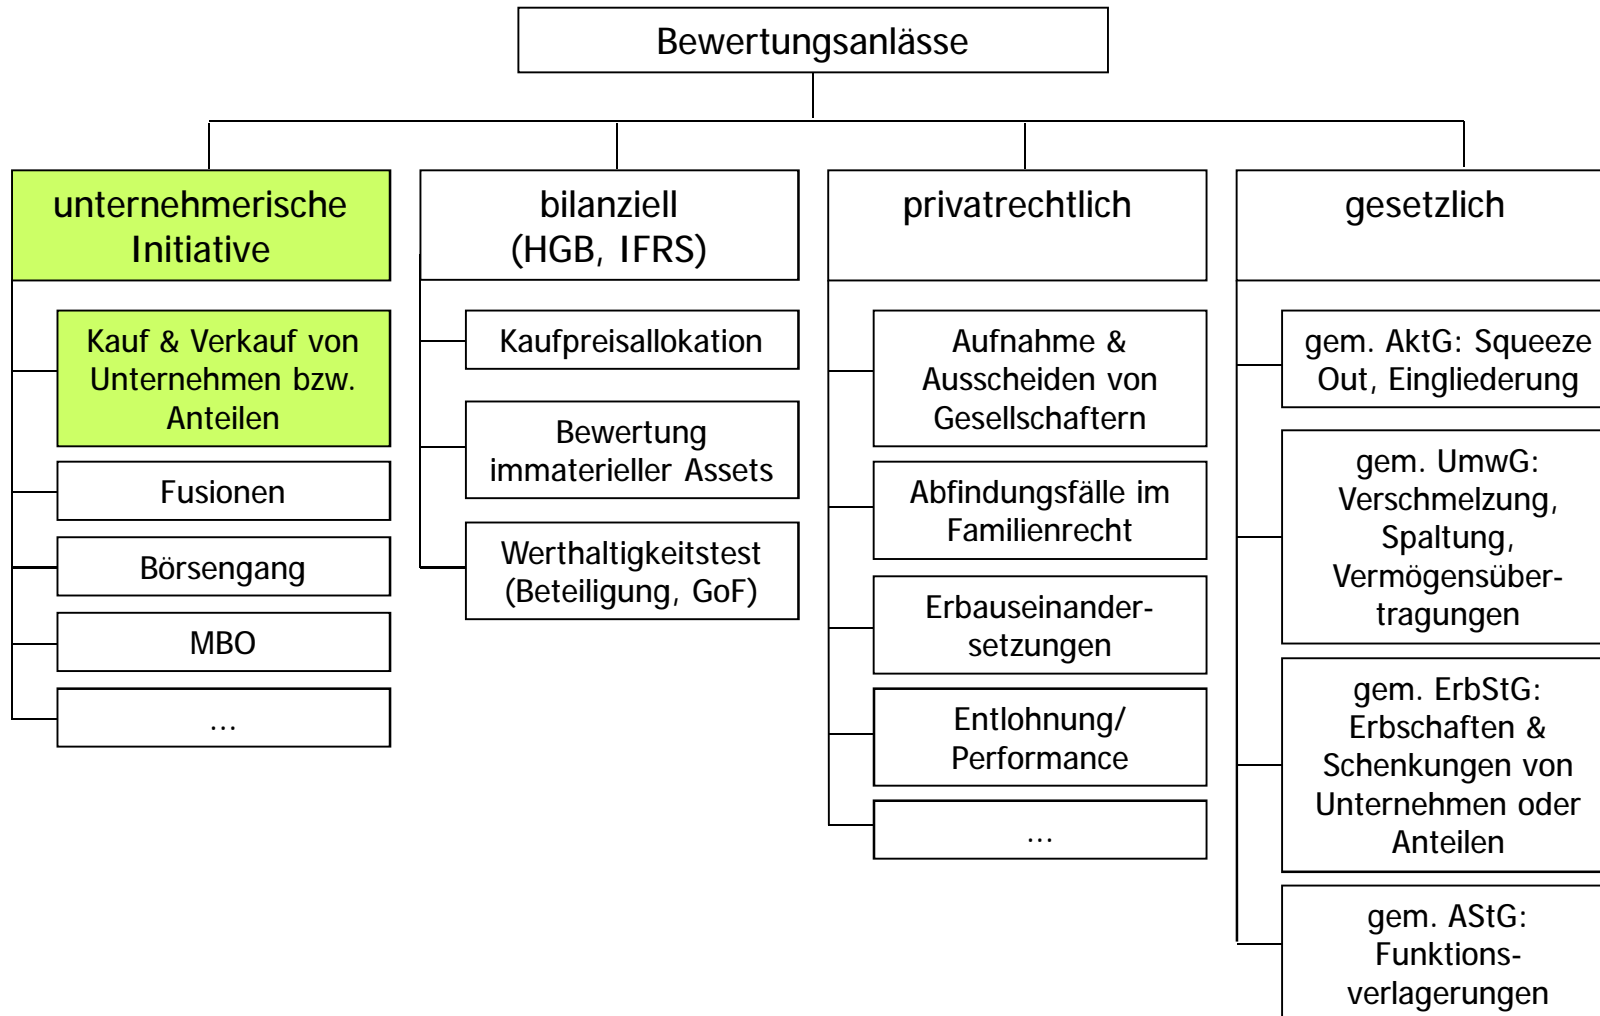 Bewertungsanlässe
unternehmerische
Initiative
Kauf & Verkauf von
Unternehmen bzw.
Anteilen
Fusionen
Börsengang
MBO
...
bilanziell
(HGB, IFRS)
Kaufpreisallokation
Bewertung
immaterieller Assets
Werthaltigkeitstest
(Beteiligung, GoF)
privatrechtlich
Aufnahme &
Ausscheiden von
Gesellschaftern
Abfindungsfälle im
Familienrecht
Erbauseinander-
setzungen
Entlohnung/
Performance
...
gesetzlich
gem. AktG: Squeeze
Out, Eingliederung
gem. UmwG:
Verschmelzung,
Spaltung,
Vermögensüber-
tragungen
gem. ErbStG:
Erbschaften &
Schenkungen von
Unternehmen oder
Anteilen
gem. AStG:
Funktions-
verlagerungen